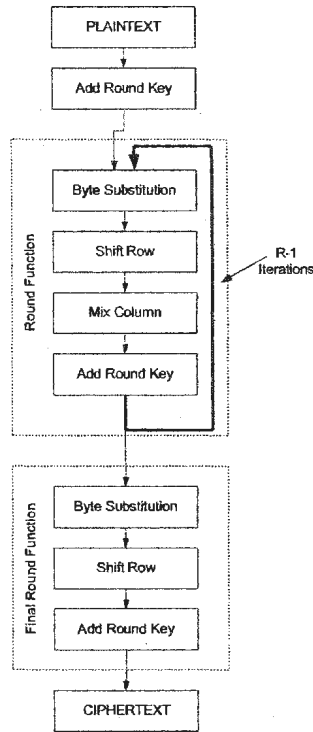 PLAINTEXT
Add Round Key
Round Function
Byte Substitution
Shift Row
Mix Column
Add Round Key
R-1
Iterations
Final Round Function
Byte Substitution
Shift Row
Add Round Key
CIPHERTEXT